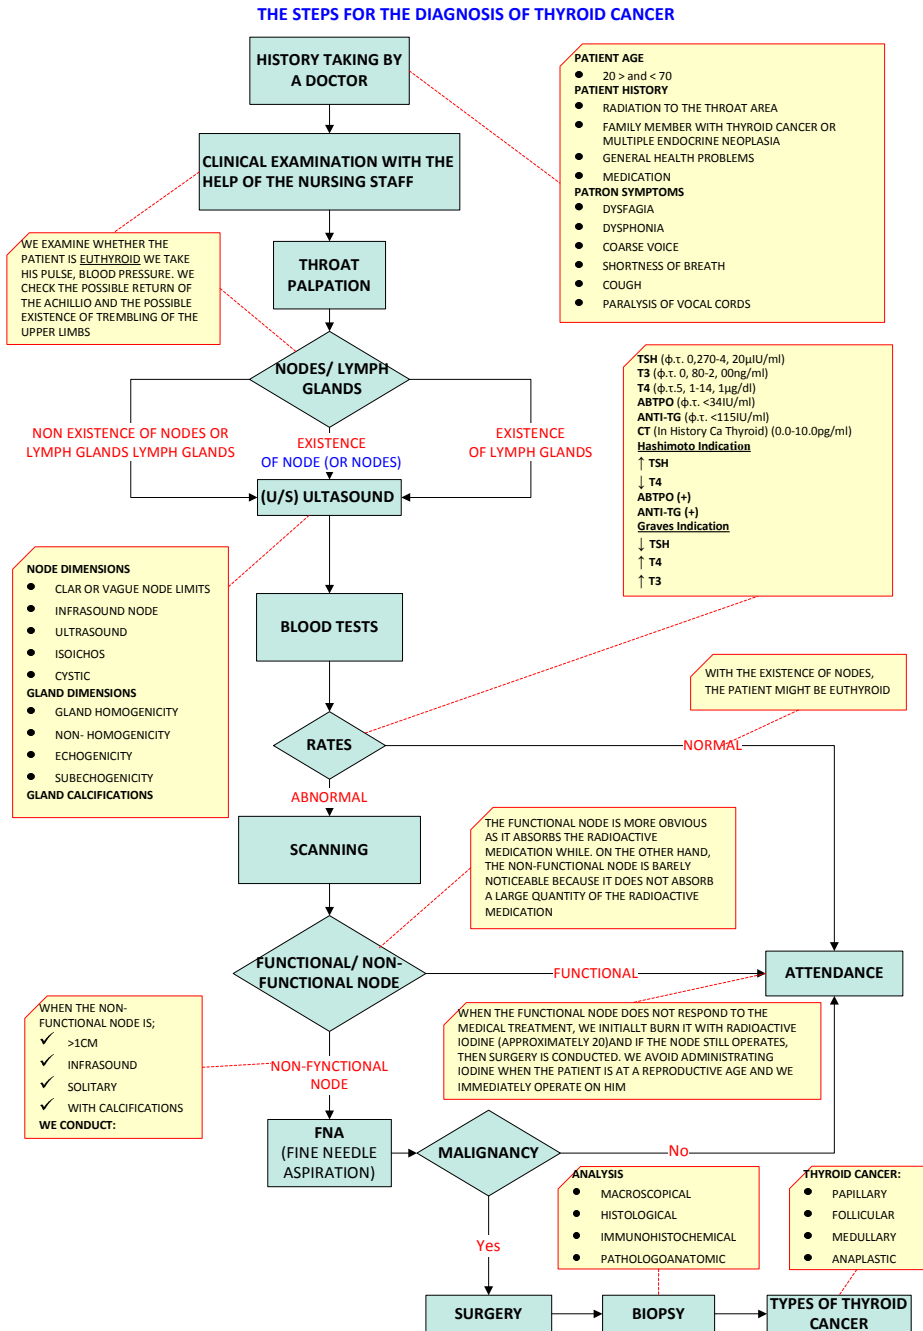 THE STEPS FOR THE DIAGNOSIS OF THYROID CANCER
HISTORY TAKING BY
A DOCTOR
PATIENT AGE
● 20 > and < 70
PATIENT HISTORY
● RADIATION TO THE THROAT AREA
● FAMILY MEMBER WITH THYROID CANCER OR
MULTIPLE ENDOCRINE NEOPLASIA
● GENERAL HEALTH PROBLEMS
● MEDICATION
PATRON SYMPTOMS
● DYSFAGIA
● DYSPHONIA
● COARSE VOICE
● SHORTNESS OF BREATH
● COUGH
● PARALYSIS OF VOCAL CORDS
CLINICAL EXAMINATION WITH THE
HELP OF THE NURSING STAFF
WE EXAMINE WHETHER THE
PATIENT IS EUTHYROID WE TAKE
HIS PULSE, BLOOD PRESSURE. WE
CHECK THE POSSIBLE RETURN OF
THE ACHILLIO AND THE POSSIBLE
EXISTENCE OF TREMBLING OF THE
UPPER LIMBS
THROAT
PALPATION
NODES/ LYMPH
GLANDS
NON EXISTENCE OF NODES OR
LYMPH GLANDS LYMPH GLANDS
EXISTENCE
OF NODE (OR NODES)
EXISTENCE
OF LYMPH GLANDS
TSH (φ.τ. 0,270-4, 20μIU/ml)
T3 (φ.τ. 0, 80-2, 00ng/ml)
T4 (φ.τ.5, 1-14, 1μg/dl)
ABTPO (φ.τ. <34IU/ml)
ANTI-TG (φ.τ. <115IU/ml)
CT (In History Ca Thyroid) (0.0-10.0pg/ml)
Hashimoto Indication
↑ TSH
↓ T4
ABTPO (+)
ANTI-TG (+)
Graves Indication
↓ TSH
↑ T4
↑ T3
(U/S) ULTASOUND
NODE DIMENSIONS
● CLAR OR VAGUE NODE LIMITS
● INFRASOUND NODE
● ULTRASOUND
● ISOICHOS
● CYSTIC
GLAND DIMENSIONS
● GLAND HOMOGENICITY
● NON- HOMOGENICITY
● ECHOGENICITY
● SUBECHOGENICITY
GLAND CALCIFICATIONS
BLOOD TESTS
WITH THE EXISTENCE OF NODES,
THE PATIENT MIGHT BE EUTHYROID
RATES
NORMAL
ABNORMAL
SCANNING
THE FUNCTIONAL NODE IS MORE OBVIOUS
AS IT ABSORBS THE RADIOACTIVE
MEDICATION WHILE. ON THE OTHER HAND,
THE NON-FUNCTIONAL NODE IS BARELY
NOTICEABLE BECAUSE IT DOES NOT ABSORB
A LARGE QUANTITY OF THE RADIOACTIVE
MEDICATION
FUNCTIONAL/ NON-
FUNCTIONAL NODE
FUNCTIONAL
ATTENDANCE
WHEN THE FUNCTIONAL NODE DOES NOT RESPOND TO THE
MEDICAL TREATMENT, WE INITIALLT BURN IT WITH RADIOACTIVE
IODINE (APPROXIMATELY 20)AND IF THE NODE STILL OPERATES,
THEN SURGERY IS CONDUCTED. WE AVOID ADMINISTRATING
IODINE WHEN THE PATIENT IS AT A REPRODUCTIVE AGE AND WE
IMMEDIATELY OPERATE ON HIM
WHEN THE NON-
FUNCTIONAL NODE IS;
✓ >1CM
✓ INFRASOUND
✓ SOLITARY
✓ WITH CALCIFICATIONS
WE CONDUCT:
NON-FYNCTIONAL
NODE
FNA
(FINE NEEDLE
ASPIRATION)
MALIGNANCY
No
Yes
ANALYSIS
● MACROSCOPICAL
● HISTOLOGICAL
● IMMUNOHISTOCHEMICAL
● PATHOLOGOANATOMIC
THYROID CANCER:
● PAPILLARY
● FOLLICULAR
● MEDULLARY
● ANAPLASTIC
SURGERY
BIOPSY
TYPES OF THYROID
CANCER